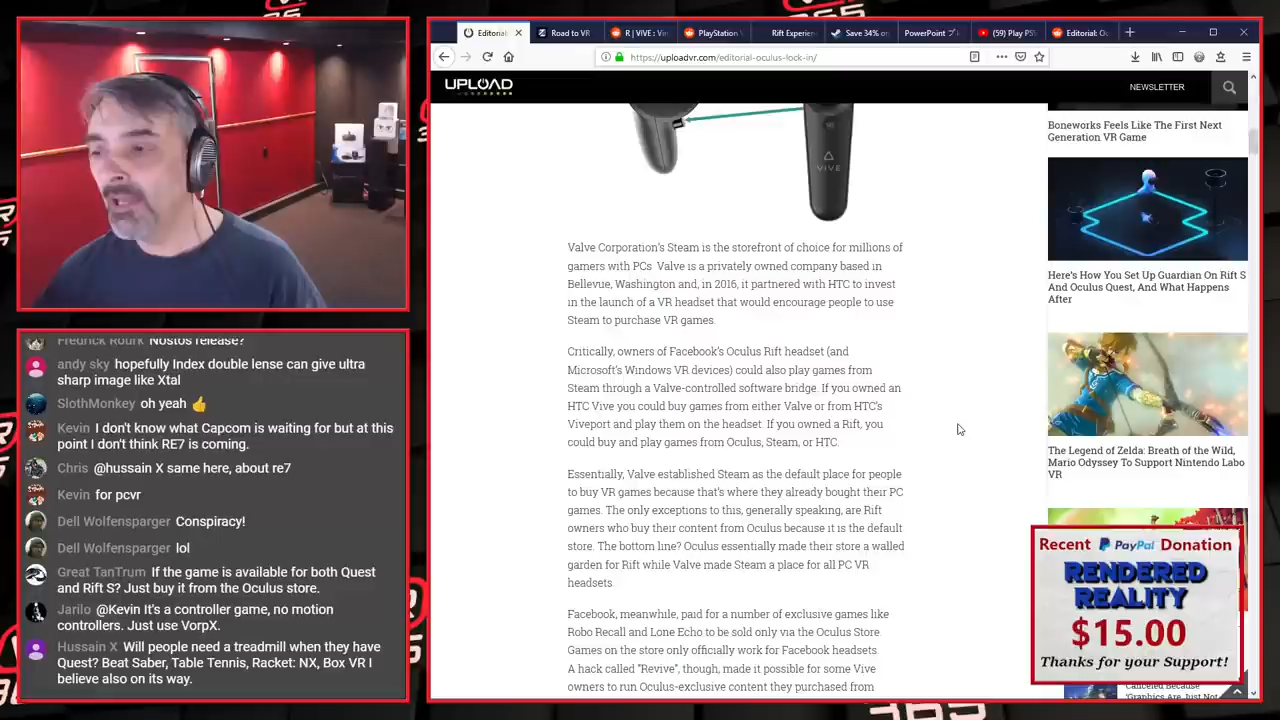 Fredrick Rourk Nostos release?
andy sky hopefully Index double lense can give ultra
sharp image like Xtal
SlothMonkey oh yeah 👍
Kevin I don't know what Capcom is waiting for but at this
point I don't think RE7 is coming.
Chris @hussain X same here, about re7
Kevin for pcvr
Dell Wolfensparger Conspiracy!
Dell Wolfensparger lol
Great TanTrum If the game is available for both Quest
and Rift S? Just buy it from the Oculus store.
Jarilo @Kevin It's a controller game, no motion
controllers. Just use VorpX.
Hussain X Will people need a treadmill when they have
Quest? Beat Saber, Table Tennis, Racket: NX, Box VR I
believe also on its way.
Editorial:
Road to VR
R | VIVE : Viv
PlayStation V
Rift Experien
Save 34% on
PowerPoint プレ
(59) Play PSV
Editorial: Oc
https://uploadvr.com/editorial-oculus-lock-in/
UPLOAD
NEWSLETTER
VIVE
Valve Corporation's Steam is the storefront of choice for millions of
gamers with PCs. Valve is a privately owned company based in
Bellevue, Washington and, in 2016, it partnered with HTC to invest
in the launch of a VR headset that would encourage people to use
Steam to purchase VR games.
Critically, owners of Facebook's Oculus Rift headset (and
Microsoft's Windows VR devices) could also play games from
Steam through a Valve-controlled software bridge. If you owned an
HTC Vive you could buy games from either Valve or from HTC's
Viveport and play them on the headset. If you owned a Rift, you
could buy and play games from Oculus, Steam, or HTC.
Essentially, Valve established Steam as the default place for people
to buy VR games because that's where they already bought their PC
games. The only exceptions to this, generally speaking, are Rift
owners who buy their content from Oculus because it is the default
store. The bottom line? Oculus essentially made their store a walled
garden for Rift while Valve made Steam a place for all PC VR
headsets.
Facebook, meanwhile, paid for a number of exclusive games like
Robo Recall and Lone Echo to be sold only via the Oculus Store.
Games on the store only officially work for Facebook headsets.
A hack called "Revive", though, made it possible for some Vive
owners to run Oculus-exclusive content they purchased from
Boneworks Feels Like The First Next
Generation VR Game
Here's How You Set Up Guardian On Rift S
And Oculus Quest, And What Happens
After
The Legend of Zelda: Breath of the Wild,
Mario Odyssey To Support Nintendo Labo
VR
Recent PayPal Donation
RENDERED
REALITY
$15.00
Thanks for your Support!
Canceled Because
'Graphics Are Just Not
365